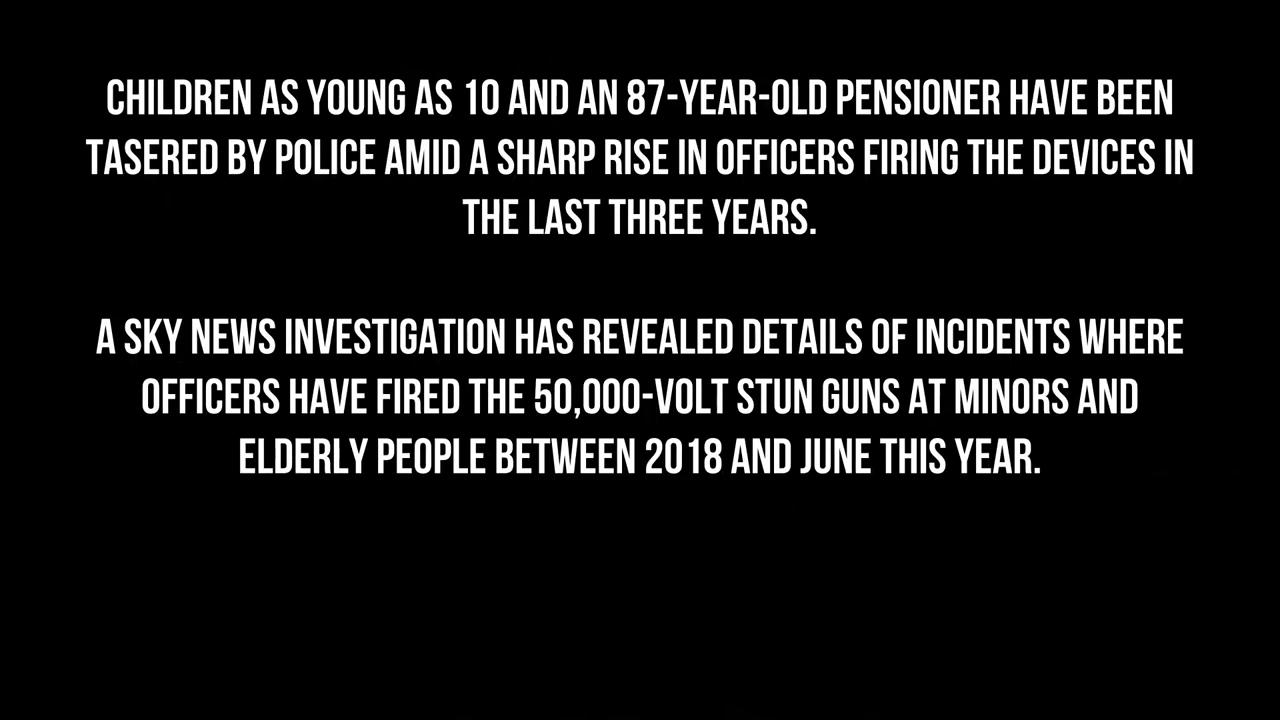 CHILDREN AS YOUNG AS 10 AND AN 87-YEAR-OLD PENSIONER HAVE BEEN
TASERED BY POLICE AMID A SHARP RISE IN OFFICERS FIRING THE DEVICES IN
THE LAST THREE YEARS.
A SKY NEWS INVESTIGATION HAS REVEALED DETAILS OF INCIDENTS WHERE
OFFICERS HAVE FIRED THE 50,000-VOLT STUN GUNS AT MINORS AND
ELDERLY PEOPLE BETWEEN 2018 AND JUNE THIS YEAR.